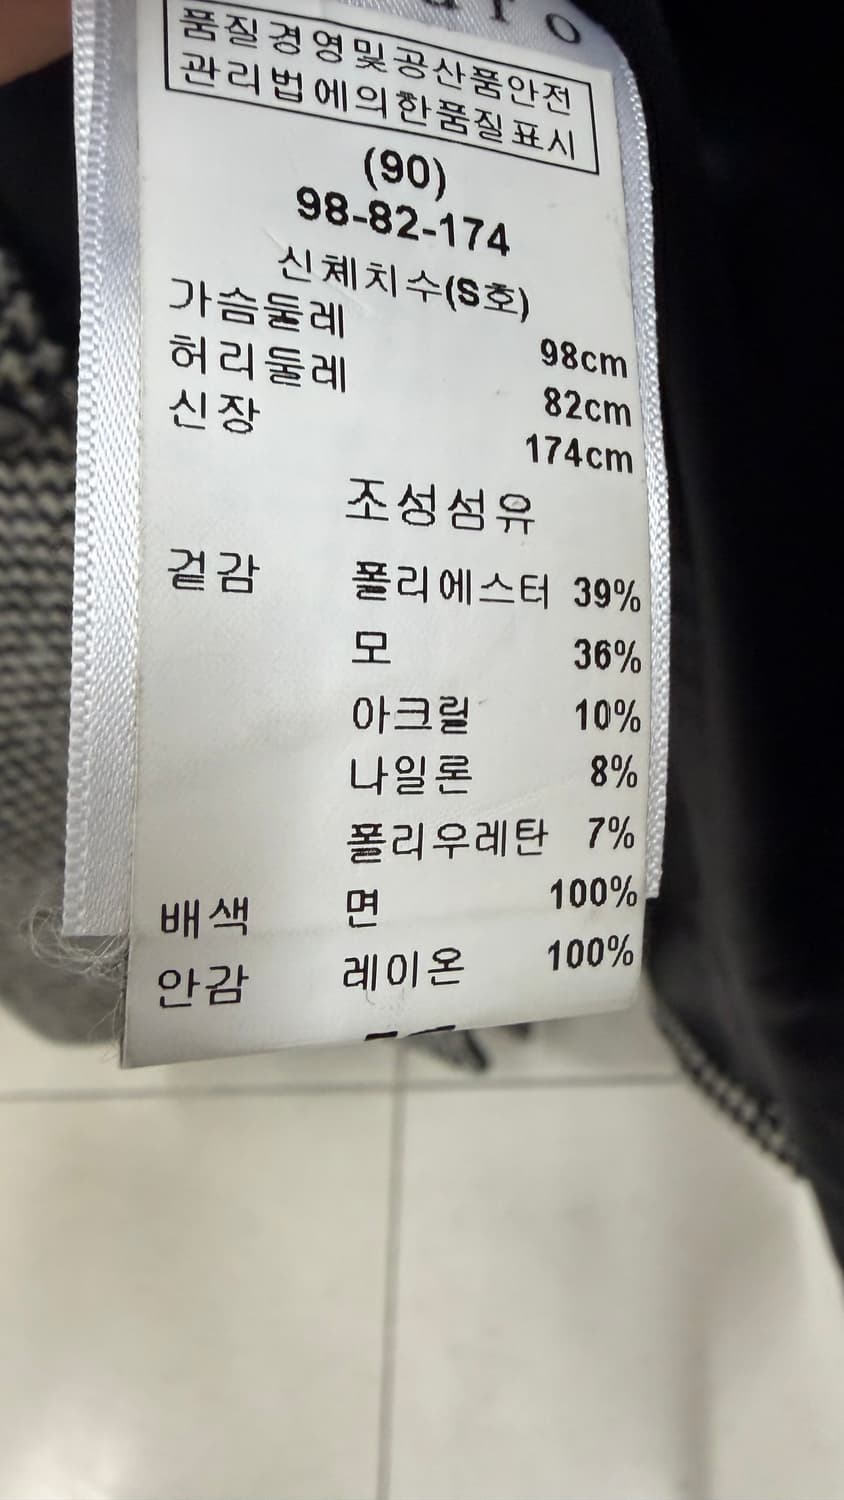 품질경영및공산품안전
관리법에의한품질표시
(90)
98-82-174
신체치수(S호)
가슴둘레 98cm
허리둘레 82cm
신장 174cm
조성섬유
겉감 폴리에스터 39%
모 36%
아크릴 10%
나일론 8%
폴리우레탄 7%
배색 면 100%
안감 레이온 100%